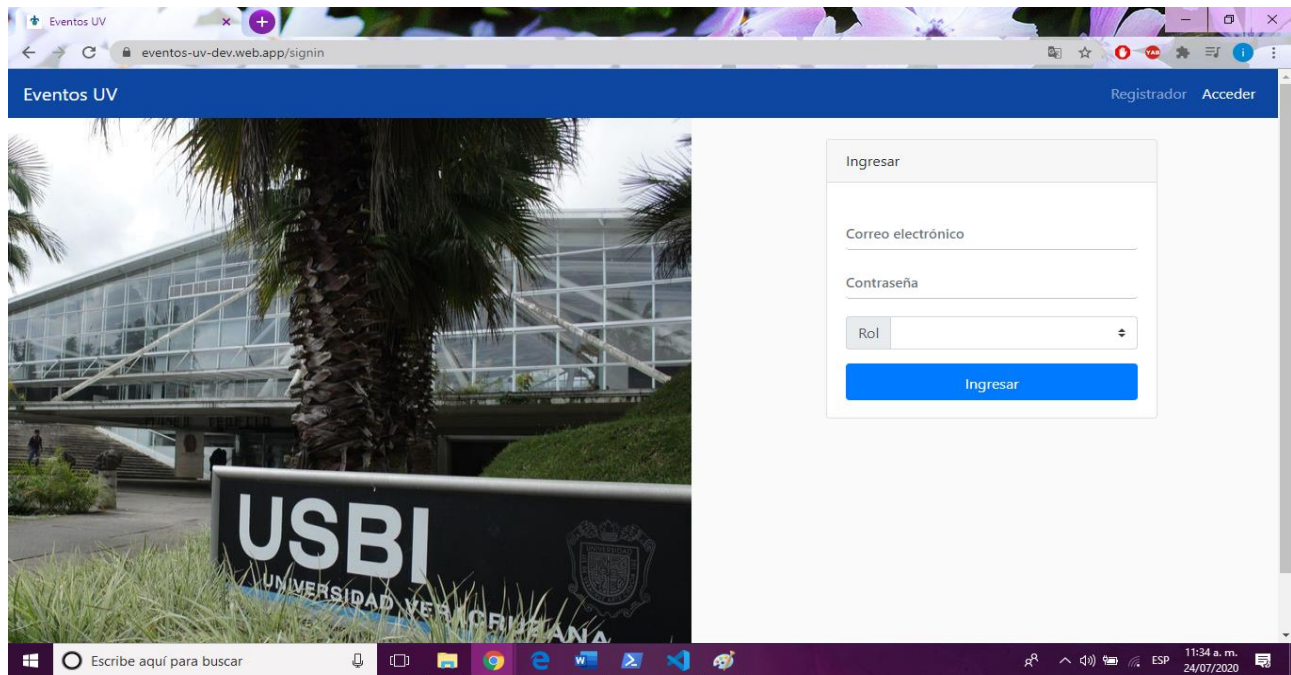 Eventos UV
eventos-uv-dev.web.app/signin
Eventos UV
Registrador Acceder
Ingresar
Correo electrónico
Contraseña
Rol
Ingresar
USBI
UNIVERSIDAD VERACRUZANA
Escribe aquí para buscar
ESP
11:34 a. m.
24/07/2020